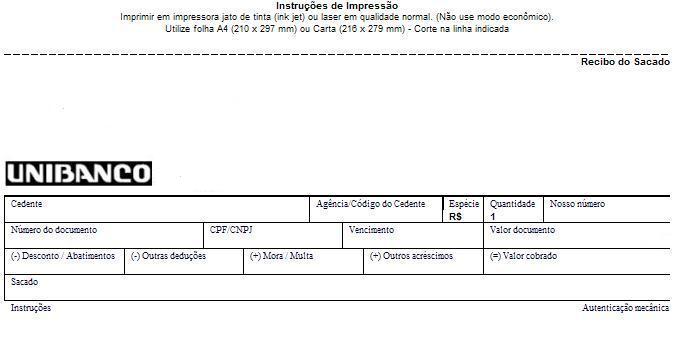 Instruções de Impressão
Imprimir em impressora jato de tinta (ink jet) ou laser em qualidade normal. (Não use modo econômico).
Utilize folha A4 (210 x 297 mm) ou Carta (216 x 279 mm) - Corte na linha indicada
Recibo do Sacado
UNIBANCO
Cedente Agência/Código do Cedente Espécie Quantidade Nosso número
R$ 1
Número do documento CPF/CNPJ Vencimento Valor documento
(-) Desconto / Abatimentos (-) Outras deduções (+) Mora / Multa (+) Outros acréscimos (=) Valor cobrado
Sacado
Instruções Autenticação mecânica